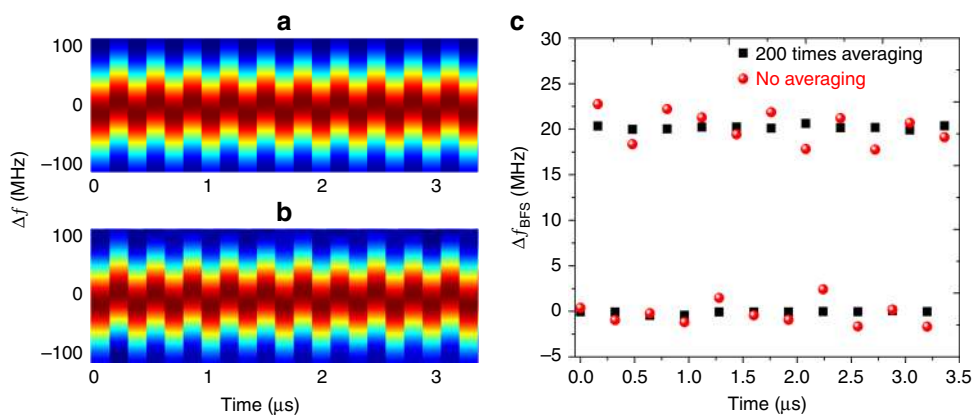 a
100
0
−100
0 1 2 3
b
100
0
−100
0 1 2 3
Δf (MHz)
Time (μs)
c
200 times averaging
No averaging
30
25
20
15
10
5
0
−5
0.0 0.5 1.0 1.5 2.0 2.5 3.0 3.5
ΔfBFS (MHz)
Time (μs)